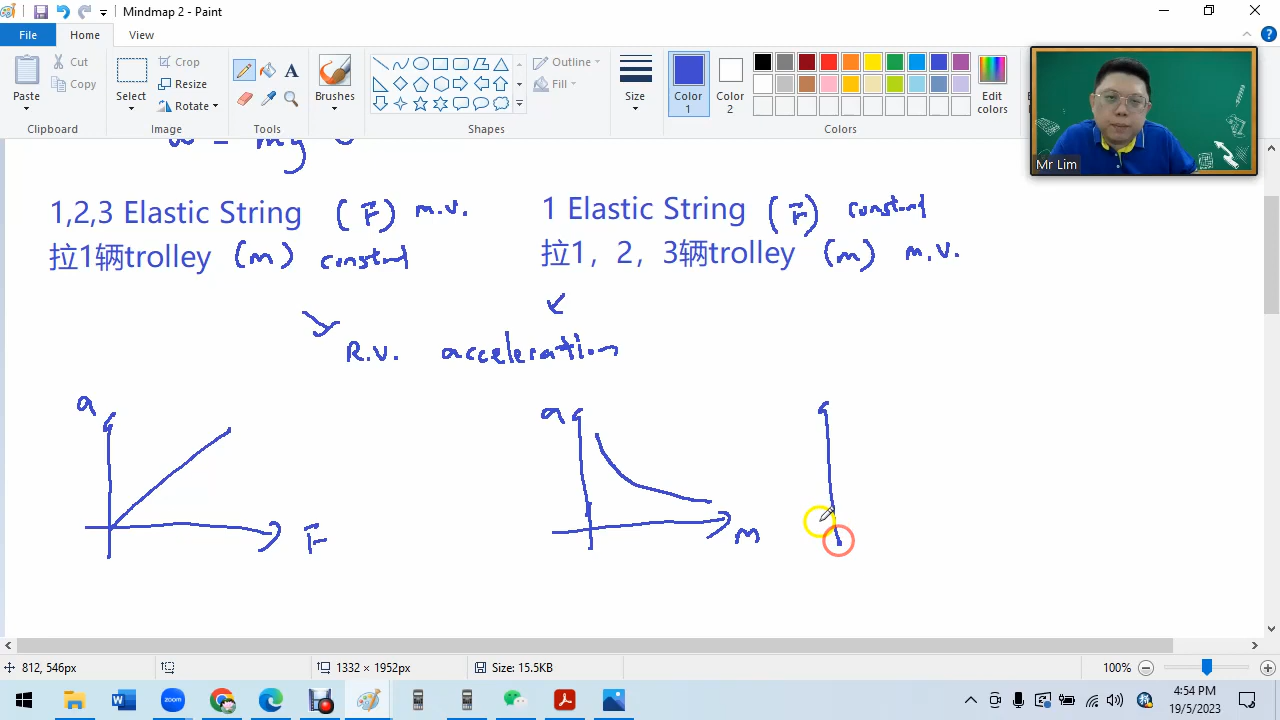 Mindmap 2 - Paint
File Home View
Paste Cut Copy Clipboard
Select Crop Resize Rotate Image
A Tools
Brushes
Outline Fill Shapes
Size
Color 1 Color 2 Edit colors Colors
Mr Lim
w = mg
1,2,3 Elastic String (F) m.v.
拉1辆trolley (m) constant
1 Elastic String (F) constant
拉1，2，3辆trolley (m) m.v.
R.V. acceleration
a
F
a
m
812, 546px 1332 × 1952px Size: 15.5KB 100%
zoom
4:54 PM
19/5/2023